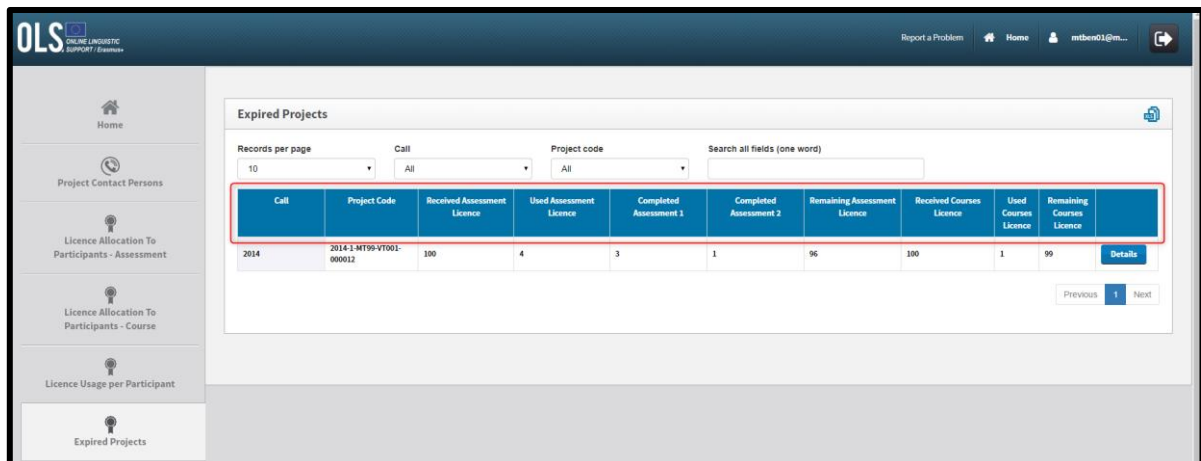 OLS ONLINE LINGUISTIC
SUPPORT / Erasmus+
Report a Problem Home mtben01@m...
Home
Project Contact Persons
Licence Allocation To
Participants - Assessment
Licence Allocation To
Participants - Course
Licence Usage per Participant
Expired Projects
Expired Projects
Records per page Call Project code Search all fields (one word)
10 All All
Call Project Code Received Assessment Licence Used Assessment Licence Completed Assessment 1 Completed Assessment 2 Remaining Assessment Licence Received Courses Licence Used Courses Licence Remaining Courses Licence
2014 2014-1-MT99-VT001-000012 100 4 3 1 96 100 1 99 Details
Previous 1 Next